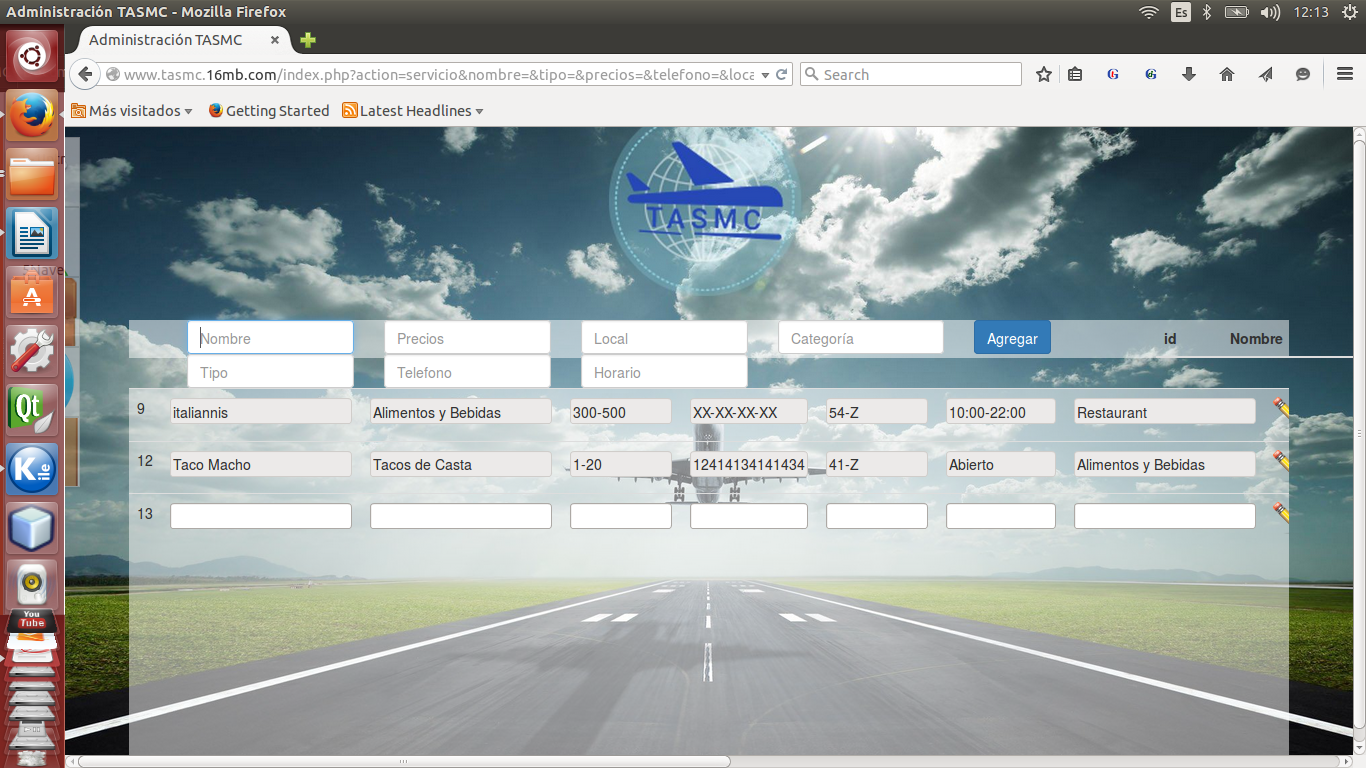 Administración TASMC - Mozilla Firefox
Es
12:13
Administración TASMC
www.tasmc.16mb.com/index.php?action=servicio&nombre=&tipo=&precios=&telefono=&loca
Search
Más visitados
Getting Started
Latest Headlines
TASMC
Nombre
Precios
Local
Categoría
Agregar
id
Nombre
Tipo
Telefono
Horario
9 italiannis Alimentos y Bebidas 300-500 XX-XX-XX-XX 54-Z 10:00-22:00 Restaurant
12 Taco Macho Tacos de Casta 1-20 12414134141434 41-Z Abierto Alimentos y Bebidas
13
Qt
You
Tube